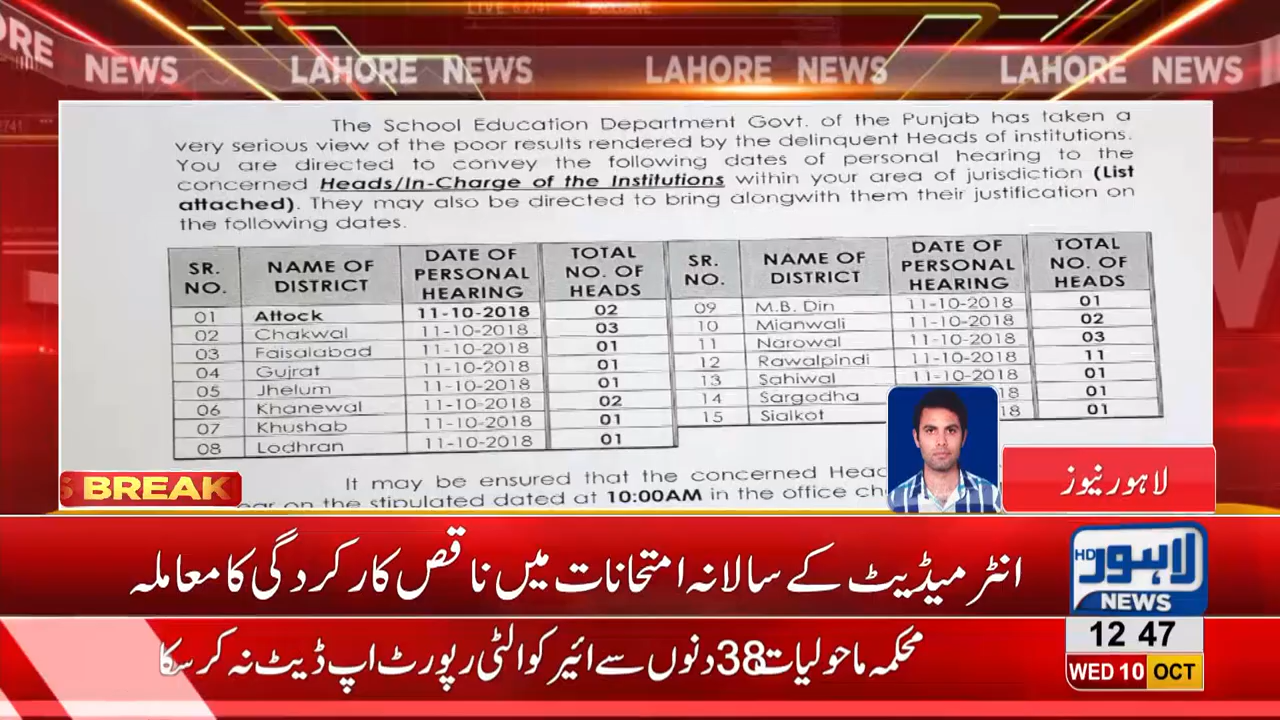 LAHORE NEWS LAHORE NEWS LAHORE NEWS
The School Education Department Govt. of the Punjab has taken a
very serious view of the poor results rendered by the delinquent Heads of institutions.
You are directed to convey the following dates of personal hearing to the
concerned Heads/In-Charge of the Institutions within your area of jurisdiction (List
attached). They may also be directed to bring alongwith them their justification on
the following dates.
SR. NO. NAME OF DISTRICT DATE OF PERSONAL HEARING TOTAL NO. OF HEADS SR. NO. NAME OF DISTRICT DATE OF PERSONAL HEARING TOTAL NO. OF HEADS
01 Attock 11-10-2018 02 09 M.B. Din 11-10-2018 01
02 Chakwal 11-10-2018 03 10 Mianwali 11-10-2018 02
03 Faisalabad 11-10-2018 01 11 Narowal 11-10-2018 03
04 Gujrat 11-10-2018 01 12 Rawalpindi 11-10-2018 11
05 Jhelum 11-10-2018 01 13 Sahiwal 11-10-2018 01
06 Khanewal 11-10-2018 02 14 Sargodha 18 01
07 Khushab 11-10-2018 01 15 Sialkot 18 01
08 Lodhran 11-10-2018 01
It may be ensured that the concerned Head
on the stipulated dated at 10:00AM in the office
BREAK
لاہور نیوز
انٹر میڈیٹ کے سالانہ امتحانات میں ناقص کارکردگی کا معاملہ
محکمہ ماحولیات 38 دنوں سے ائیر کوالٹی رپورٹ اپ ڈیٹ نہ کر سکا
HD لاہور
NEWS
12 47
WED 10 OCT